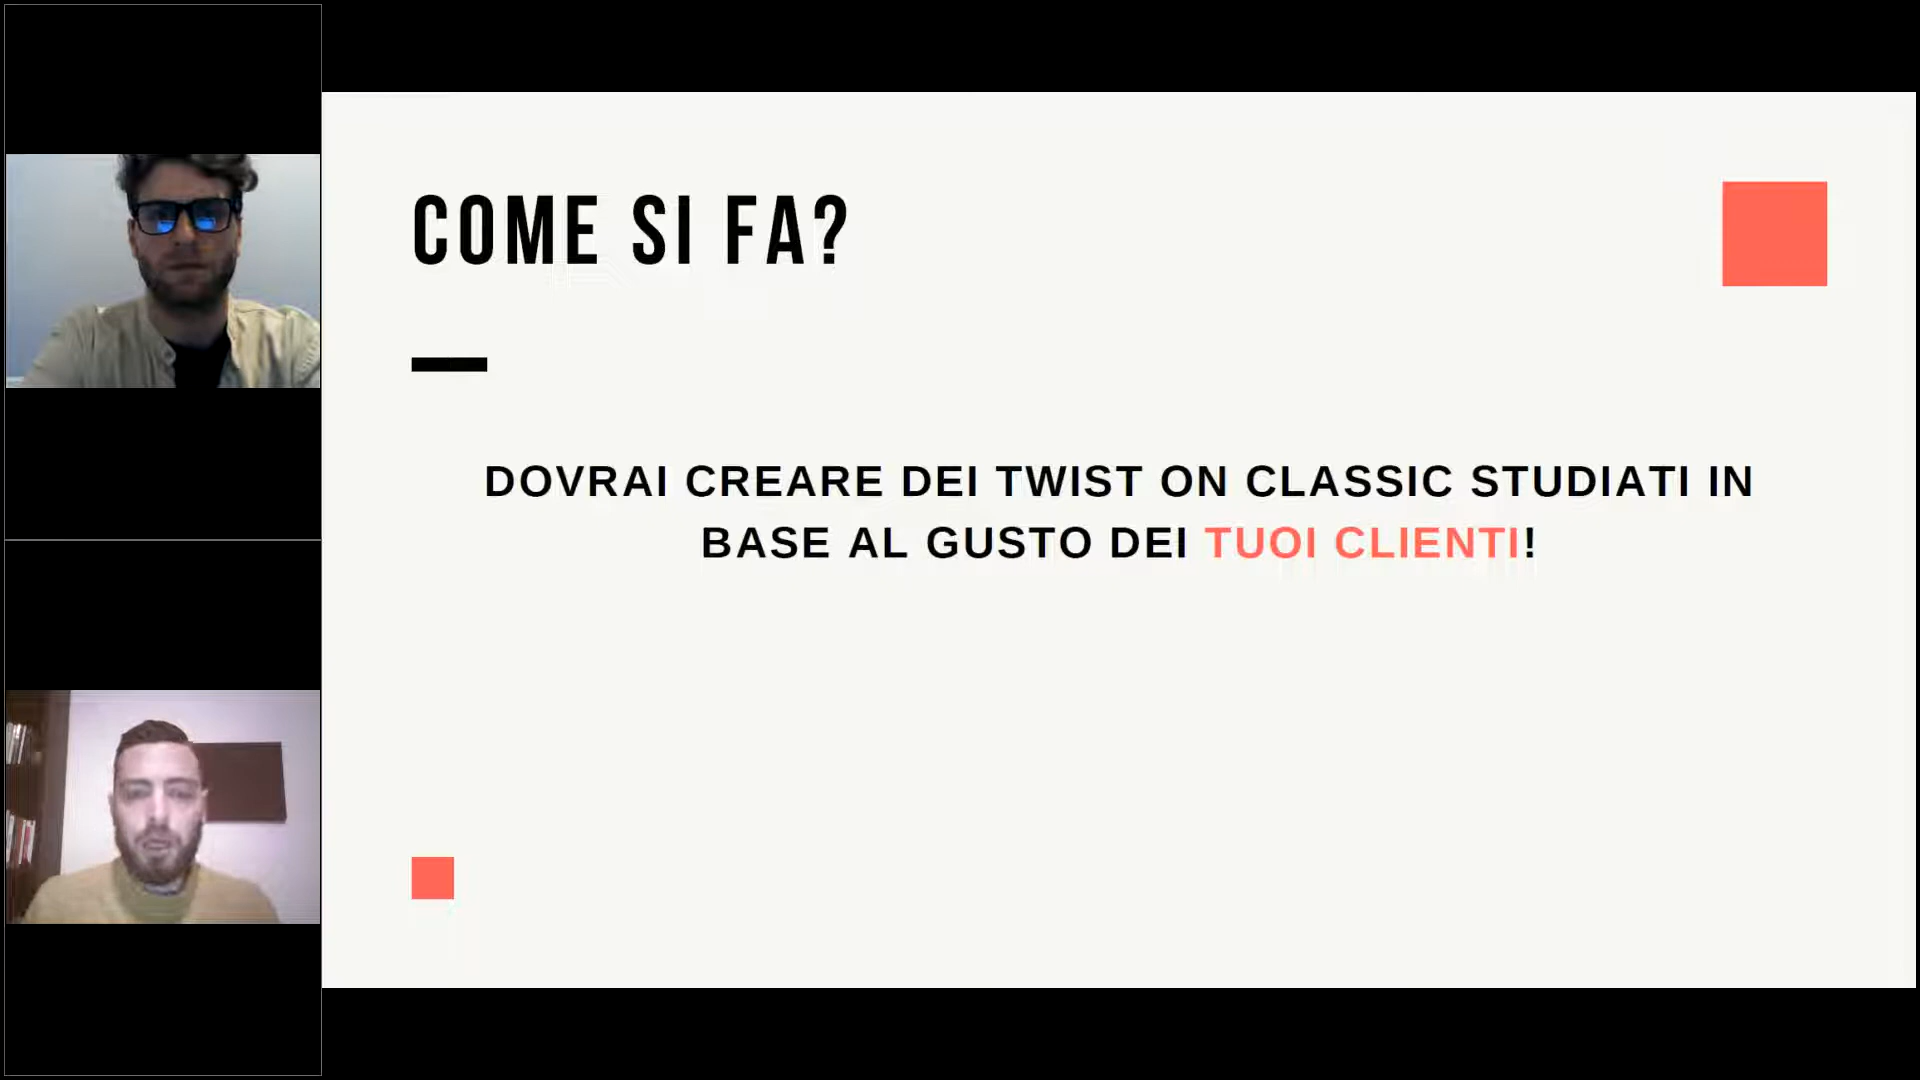 COME SI FA?
DOVRAI CREARE DEI TWIST ON CLASSIC STUDIATI IN
BASE AL GUSTO DEI TUOI CLIENTI!